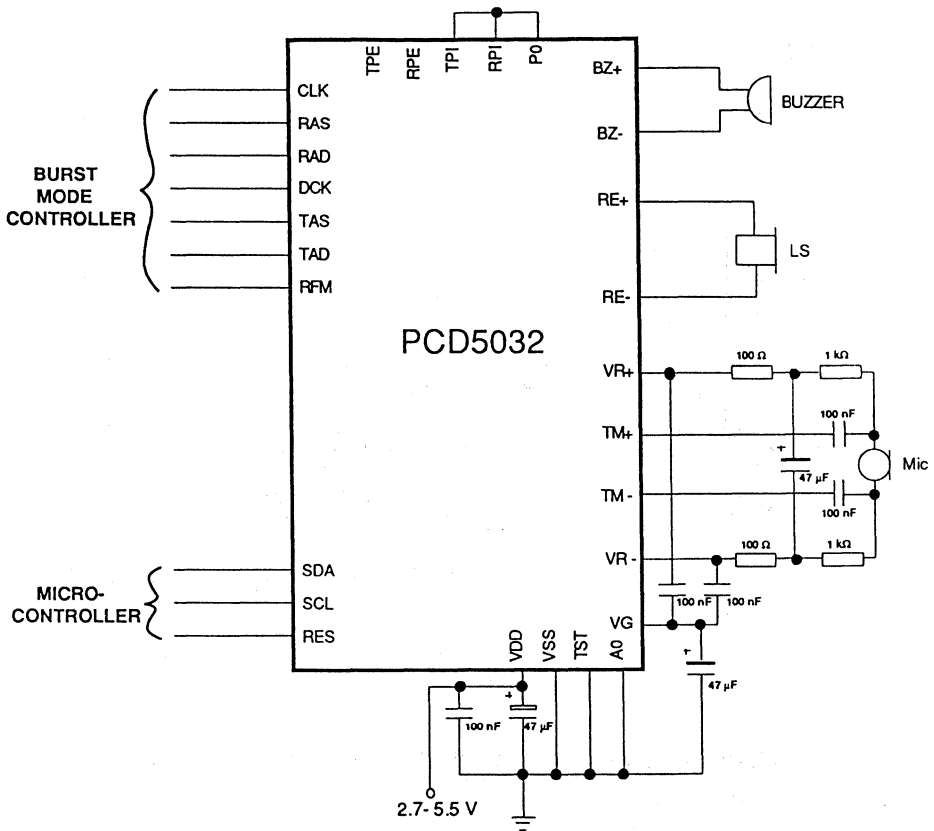 TPE
RPE
TPI
RPI
P0
CLK
RAS
RAD
DCK
TAS
TAD
RFM
BURST
MODE
CONTROLLER
BZ+
BZ-
BUZZER
RE+
RE-
LS
PCD5032
VR+
100 Ω
1 kΩ
TM+
100 nF
+
47 µF
Mic
TM -
100 nF
VR -
100 Ω
1 kΩ
100 nF
100 nF
VG
+
47 µF
SDA
SCL
RES
MICRO-
CONTROLLER
VDD
VSS
TST
A0
100 nF
+
47 µF
2.7- 5.5 V